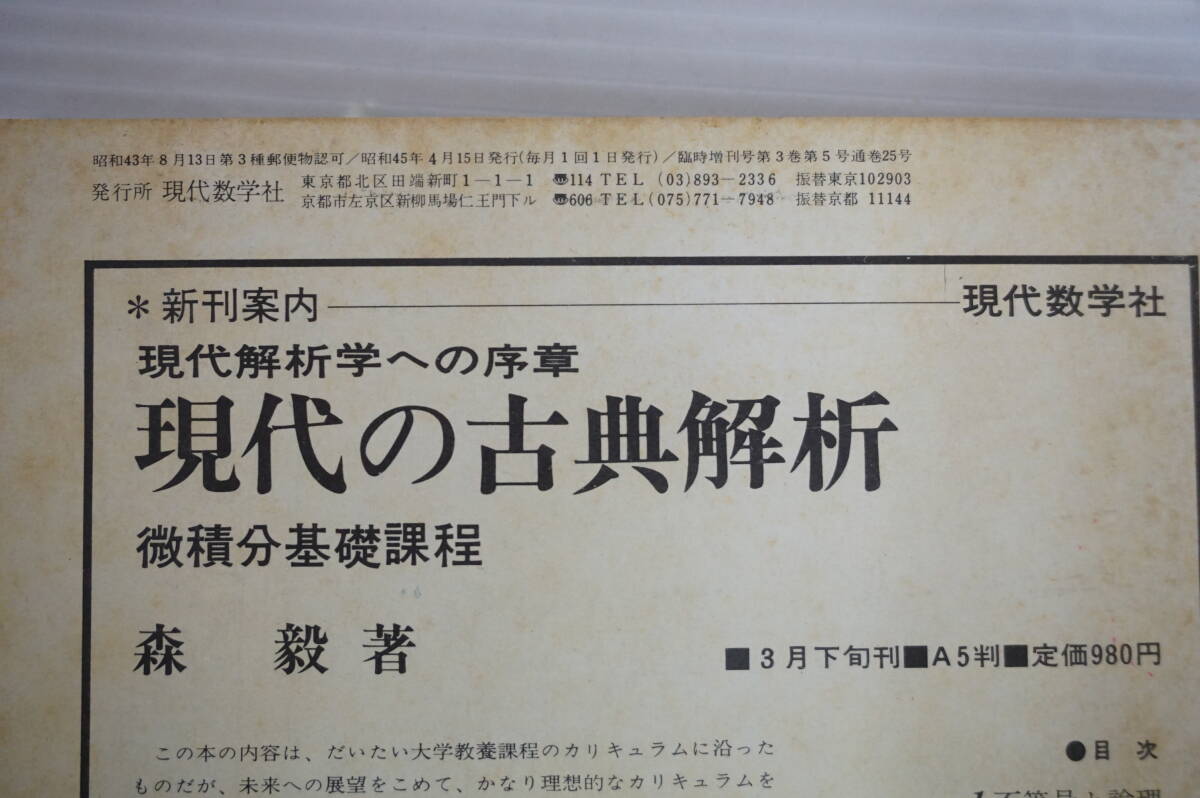 昭和43年8月13日第3種郵便物認可/昭和45年4月15日発行(毎月1回1日発行)/臨時増刊号第3巻第5号通巻25号
発行所 現代数学社 東京都北区田端新町1-1-1 ☎114 TEL (03)893-2336 振替東京102903
京都市左京区新柳馬場仁王門下ル ☎606 TEL(075)771-7948 振替京都 11144
*新刊案内 現代数学社
現代解析学への序章
現代の古典解析
微積分基礎課程
森 毅 著
■3月下旬刊■A5判■定価980円
この本の内容は、だいたい大学教養課程のカリキュラムに沿った
ものだが、未来への展望をこめて、かなり理想的なカリキュラムを
●目 次
1不等号と論理